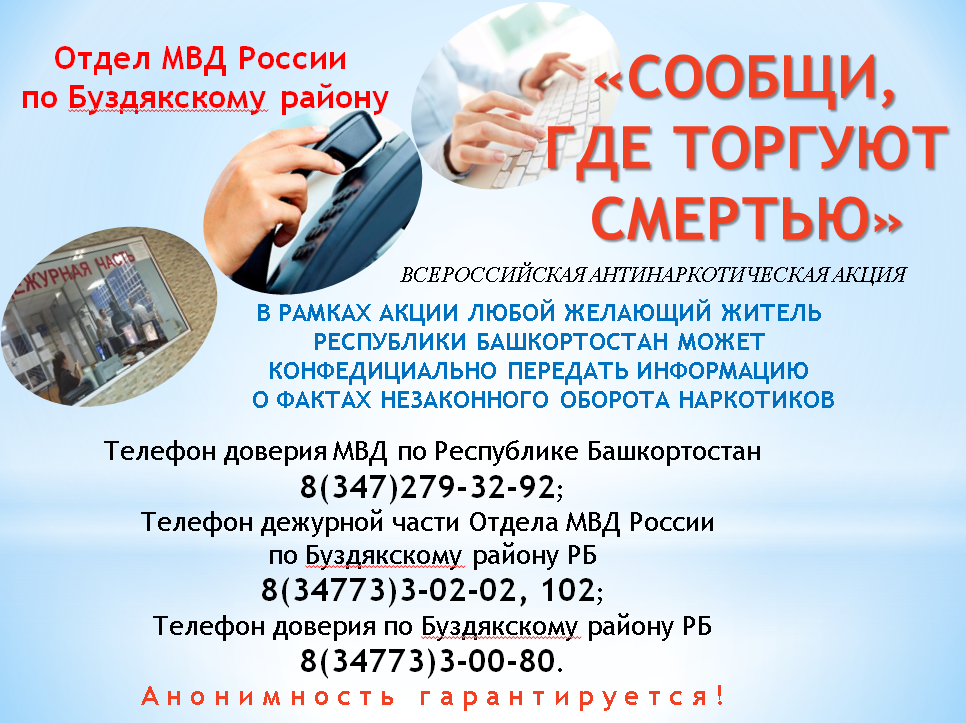 Отдел МВД России
по Буздякскому району
«СООБЩИ,
ГДЕ ТОРГУЮТ
СМЕРТЬЮ»
ВСЕРОССИЙСКАЯ АНТИНАРКОТИЧЕСКАЯ АКЦИЯ
ДЕЖУРНАЯ ЧАСТЬ
В РАМКАХ АКЦИИ ЛЮБОЙ ЖЕЛАЮЩИЙ ЖИТЕЛЬ
РЕСПУБЛИКИ БАШКОРТОСТАН МОЖЕТ
КОНФЕДИЦИАЛЬНО ПЕРЕДАТЬ ИНФОРМАЦИЮ
О ФАКТАХ НЕЗАКОННОГО ОБОРОТА НАРКОТИКОВ
Телефон доверия МВД по Республике Башкортостан
8(347)279-32-92;
Телефон дежурной части Отдела МВД России
по Буздякскому району РБ
8(34773)3-02-02, 102;
Телефон доверия по Буздякскому району РБ
8(34773)3-00-80.
Анонимность гарантируется!